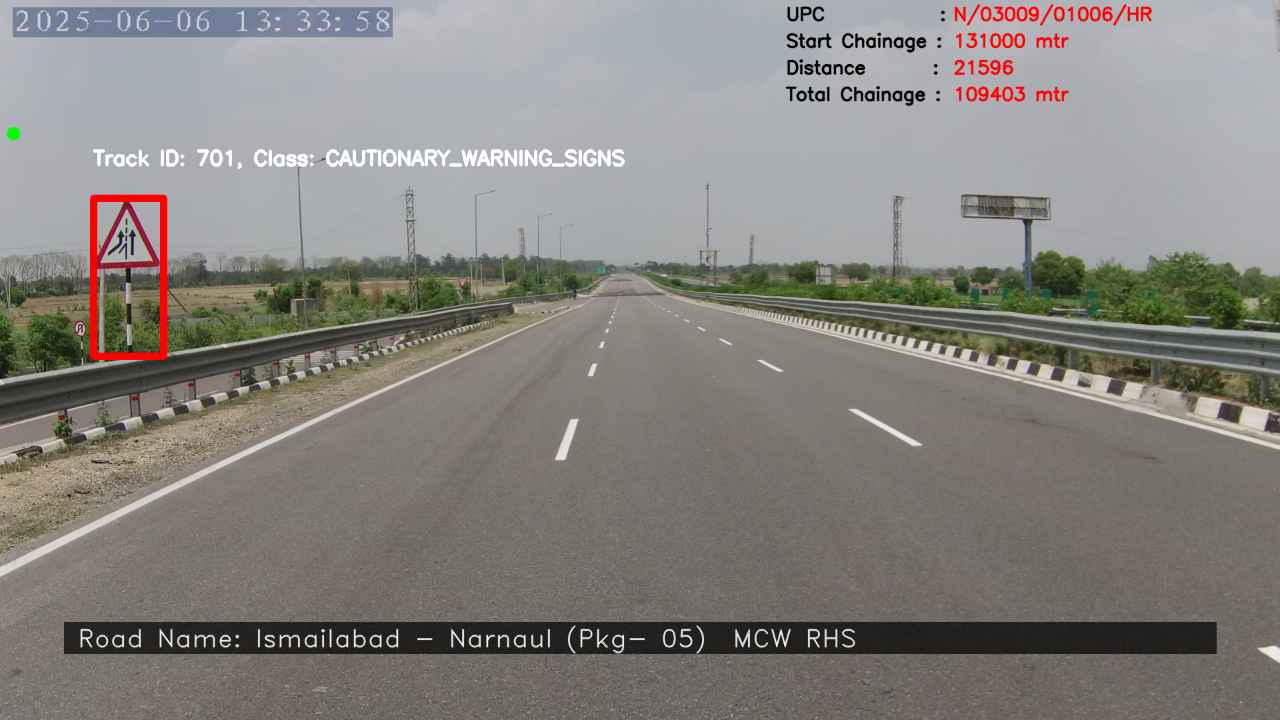 2025-06-06 13:33:58
UPC : N/03009/01006/HR
Start Chainage : 131000 mtr
Distance : 21596
Total Chainage : 109403 mtr
Track ID: 701, Class: CAUTIONARY_WARNING_SIGNS
Road Name: Ismailabad - Narnaul (Pkg- 05) MCW RHS